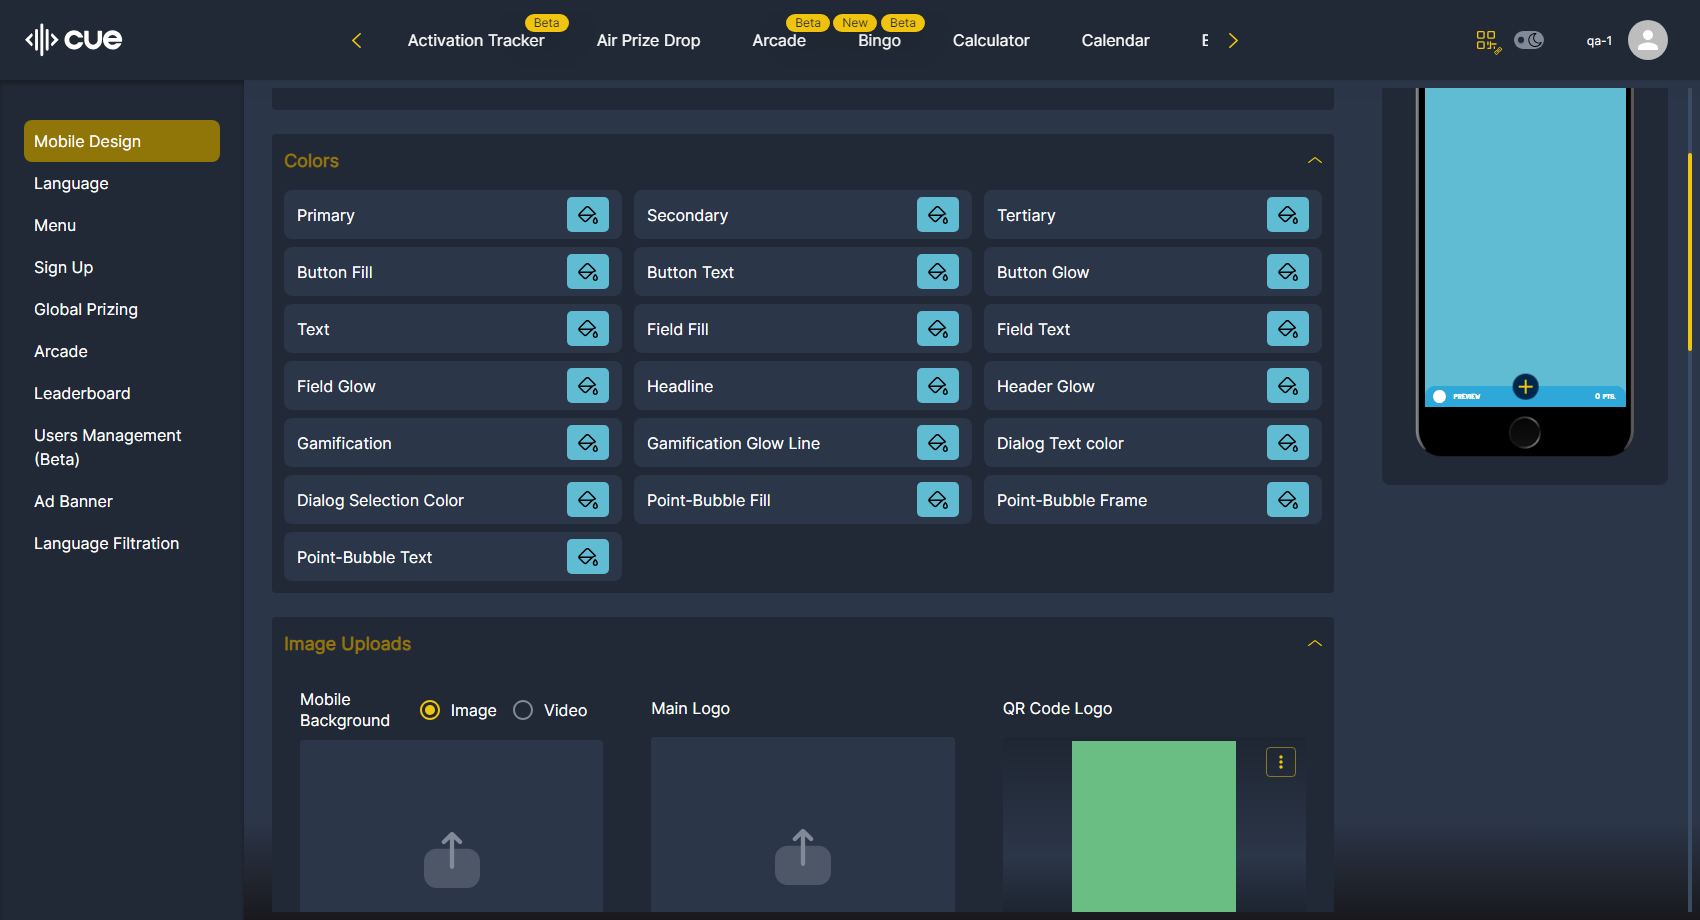 cue
Beta
Activation Tracker
Air Prize Drop
Beta
Arcade
New
Bingo
Beta
Calculator
Calendar
qa-1
Mobile Design
Language
Menu
Sign Up
Global Prizing
Arcade
Leaderboard
Users Management
(Beta)
Ad Banner
Language Filtration
Colors
Primary
Secondary
Tertiary
Button Fill
Button Text
Button Glow
Text
Field Fill
Field Text
Field Glow
Headline
Header Glow
Gamification
Gamification Glow Line
Dialog Text color
Dialog Selection Color
Point-Bubble Fill
Point-Bubble Frame
Point-Bubble Text
Image Uploads
Mobile
Background
Image
Video
Main Logo
QR Code Logo
PREVIEW
0 PTS.